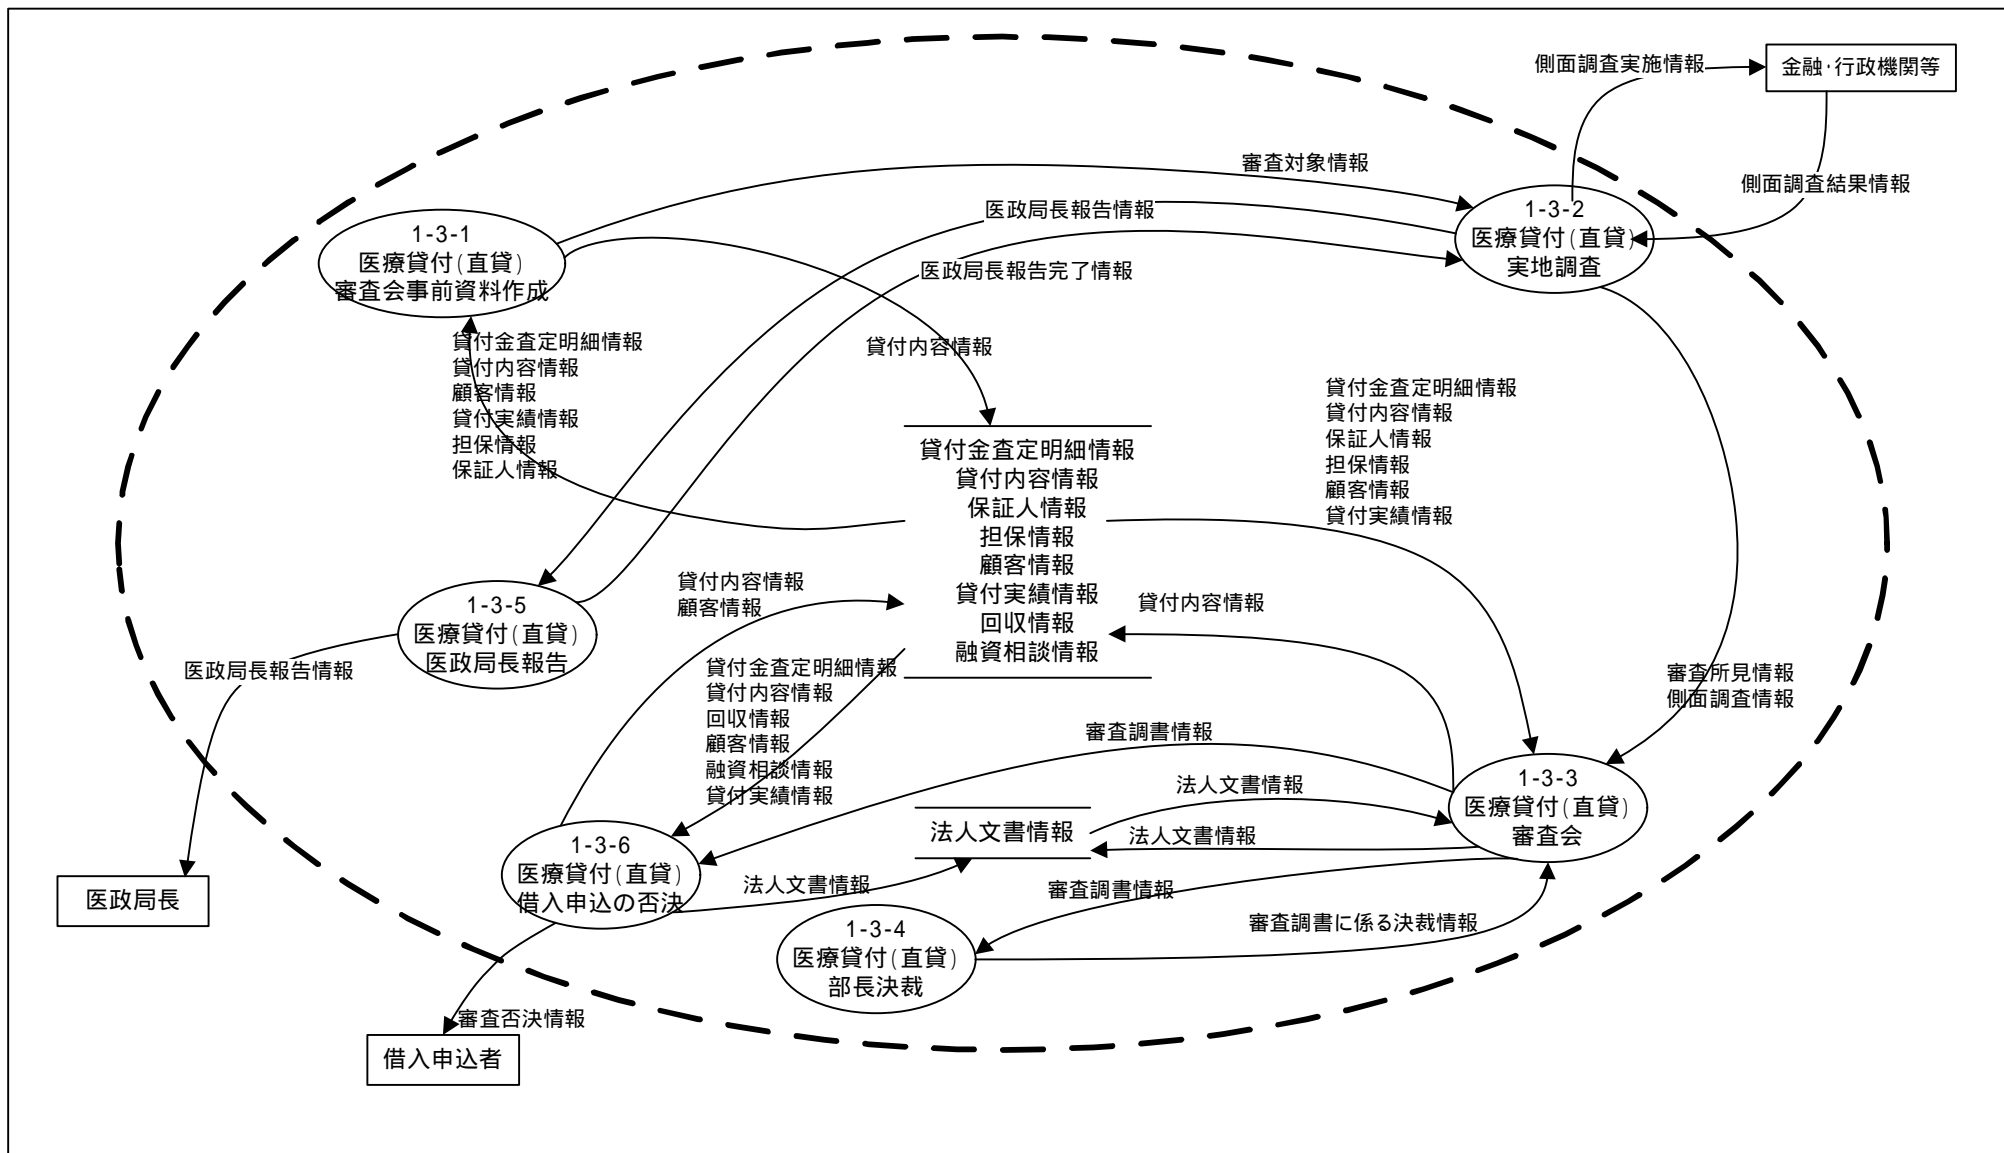 側面調査実施情報
金融・行政機関等
審査対象情報
側面調査結果情報
医政局長報告情報
1-3-2
医療貸付(直貸)
実地調査
1-3-1
医療貸付(直貸)
審査会事前資料作成
医政局長報告完了情報
貸付金査定明細情報
貸付内容情報
顧客情報
貸付実績情報
担保情報
保証人情報
貸付内容情報
貸付金査定明細情報
貸付内容情報
保証人情報
担保情報
顧客情報
貸付実績情報
貸付金査定明細情報
貸付内容情報
保証人情報
担保情報
顧客情報
貸付実績情報
回収情報
融資相談情報
1-3-5
医療貸付(直貸)
医政局長報告
貸付内容情報
顧客情報
貸付内容情報
医政局長報告情報
貸付金査定明細情報
貸付内容情報
回収情報
顧客情報
融資相談情報
貸付実績情報
審査所見情報
側面調査情報
審査調書情報
法人文書情報
1-3-3
医療貸付(直貸)
審査会
法人文書情報
法人文書情報
1-3-6
医療貸付(直貸)
借入申込の否決
法人文書情報
審査調書情報
医政局長
審査調書に係る決裁情報
1-3-4
医療貸付(直貸)
部長決裁
審査否決情報
借入申込者